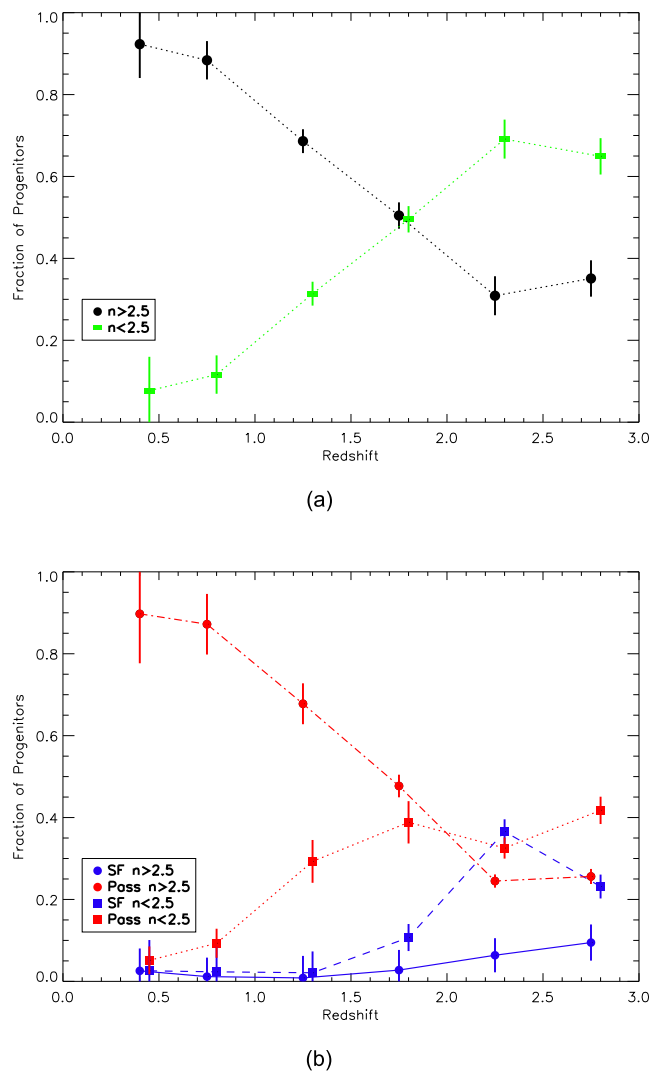 1.0
0.8
0.6
0.4
0.2
0.0
Fraction of Progenitors
n>2.5
n<2.5
0.0 0.5 1.0 1.5 2.0 2.5 3.0
Redshift
(a)
1.0
0.8
0.6
0.4
0.2
0.0
Fraction of Progenitors
SF n>2.5
Pass n>2.5
SF n<2.5
Pass n<2.5
0.0 0.5 1.0 1.5 2.0 2.5 3.0
Redshift
(b)